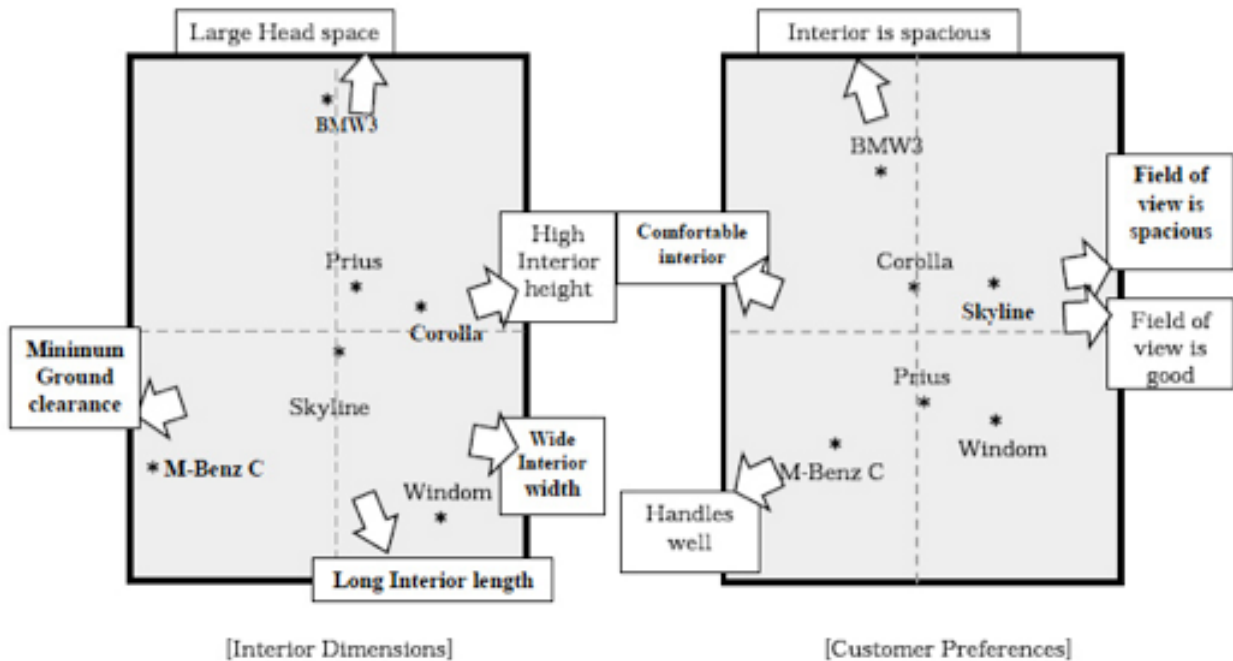 Large Head space
BMW3
Prius
Corolla
High
Interior
height
Minimum
Ground
clearance
Skyline
M-Benz C
Wide
Interior
width
Windom
Long Interior length
[Interior Dimensions]
Interior is spacious
BMW3
Field of
view is
spacious
Comfortable
interior
Corolla
Skyline
Field of
view is
good
Prius
Windom
M-Benz C
Handles
well
[Customer Preferences]